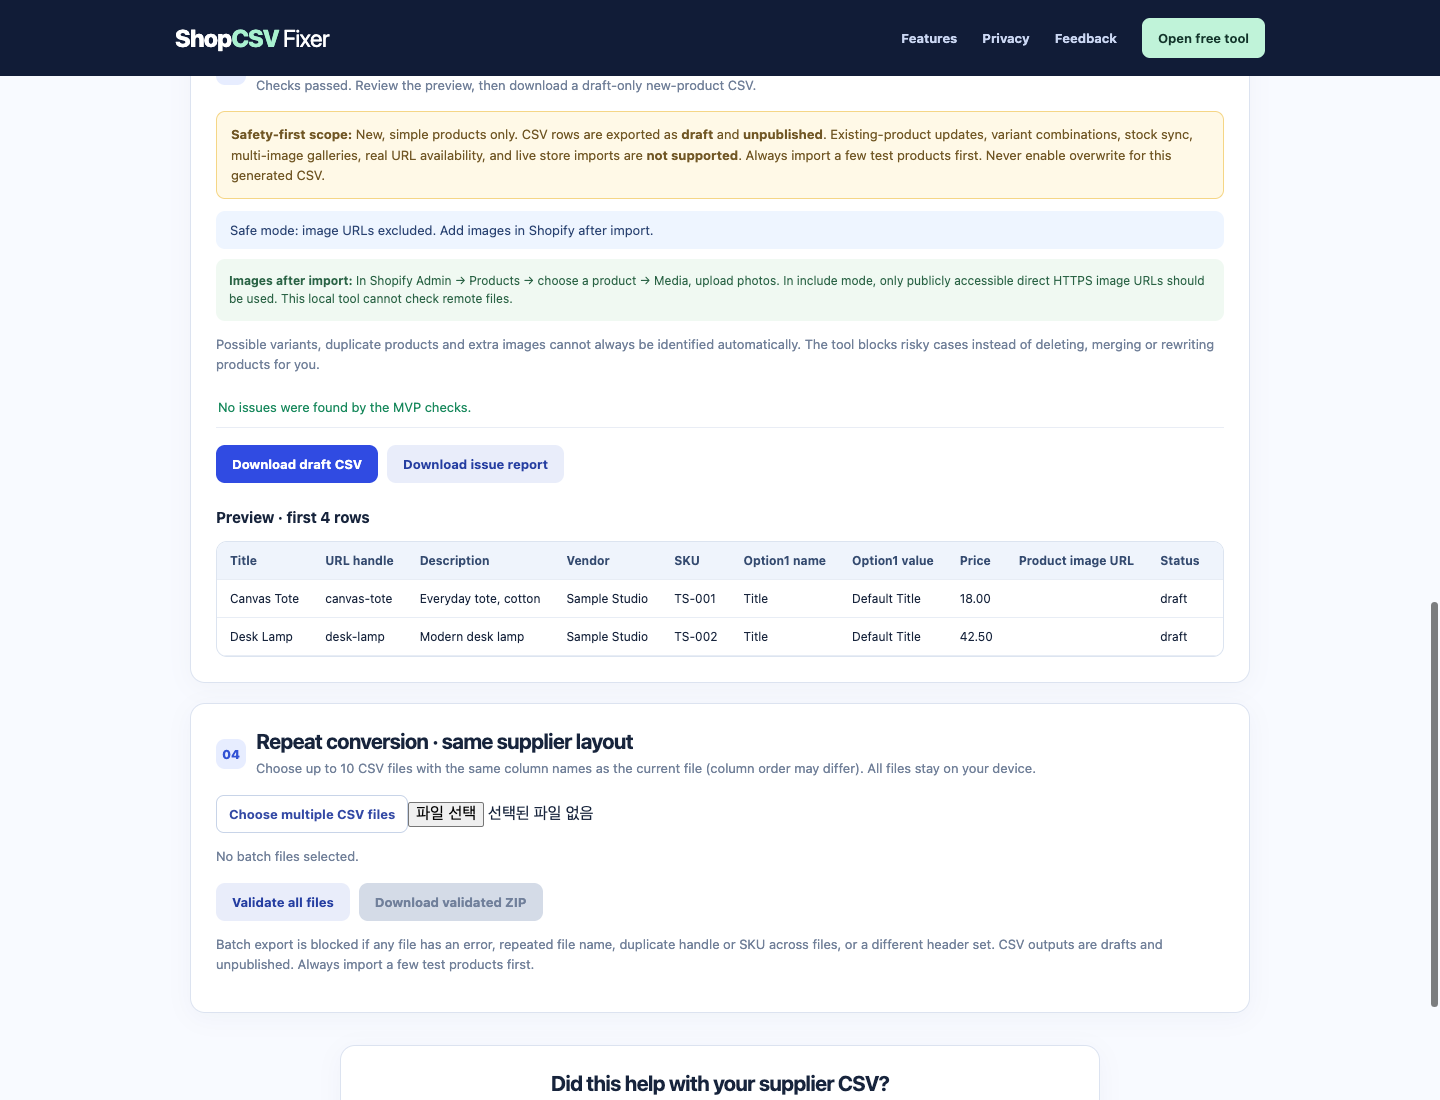 ShopCSV Fixer
Features
Privacy
Feedback
Open free tool
Checks passed. Review the preview, then download a draft-only new-product CSV.
Safety-first scope: New, simple products only. CSV rows are exported as draft and unpublished. Existing-product updates, variant combinations, stock sync,
multi-image galleries, real URL availability, and live store imports are not supported. Always import a few test products first. Never enable overwrite for this
generated CSV.
Safe mode: image URLs excluded. Add images in Shopify after import.
Images after import: In Shopify Admin → Products → choose a product → Media, upload photos. In include mode, only publicly accessible direct HTTPS image URLs should
be used. This local tool cannot check remote files.
Possible variants, duplicate products and extra images cannot always be identified automatically. The tool blocks risky cases instead of deleting, merging or rewriting
products for you.
No issues were found by the MVP checks.
Download draft CSV
Download issue report
Preview · first 4 rows
Title URL handle Description Vendor SKU Option1 name Option1 value Price Product image URL Status
Canvas Tote canvas-tote Everyday tote, cotton Sample Studio TS-001 Title Default Title 18.00 draft
Desk Lamp desk-lamp Modern desk lamp Sample Studio TS-002 Title Default Title 42.50 draft
04
Repeat conversion · same supplier layout
Choose up to 10 CSV files with the same column names as the current file (column order may differ). All files stay on your device.
Choose multiple CSV files 파일 선택 선택된 파일 없음
No batch files selected.
Validate all files
Download validated ZIP
Batch export is blocked if any file has an error, repeated file name, duplicate handle or SKU across files, or a different header set. CSV outputs are drafts and
unpublished. Always import a few test products first.
Did this help with your supplier CSV?